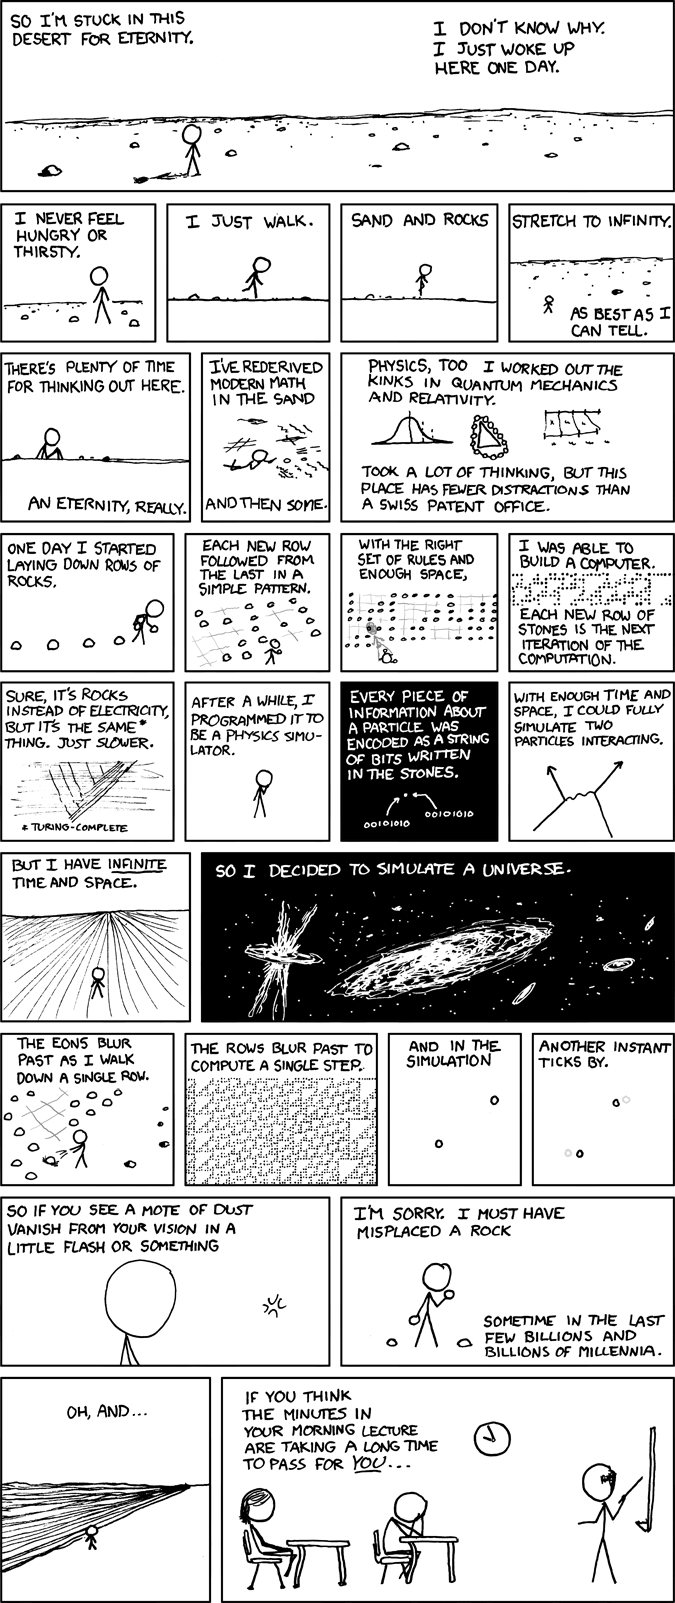 SO I'M STUCK IN THIS
DESERT FOR ETERNITY.
I DON'T KNOW WHY.
I JUST WOKE UP
HERE ONE DAY.
I NEVER FEEL
HUNGRY OR
THIRSTY.
I JUST WALK.
SAND AND ROCKS
STRETCH TO INFINITY.
AS BEST AS I
CAN TELL.
THERE'S PLENTY OF TIME
FOR THINKING OUT HERE.
AN ETERNITY, REALLY.
I'VE REDERIVED
MODERN MATH
IN THE SAND
AND THEN SOME.
PHYSICS, TOO I WORKED OUT THE
KINKS IN QUANTUM MECHANICS
AND RELATIVITY.
TOOK A LOT OF THINKING, BUT THIS
PLACE HAS FEWER DISTRACTIONS THAN
A SWISS PATENT OFFICE.
ONE DAY I STARTED
LAYING DOWN ROWS OF
ROCKS.
EACH NEW ROW
FOLLOWED FROM
THE LAST IN A
SIMPLE PATTERN.
WITH THE RIGHT
SET OF RULES AND
ENOUGH SPACE,
I WAS ABLE TO
BUILD A COMPUTER.
EACH NEW ROW OF
STONES IS THE NEXT
ITERATION OF THE
COMPUTATION.
SURE, IT'S ROCKS
INSTEAD OF ELECTRICITY,
BUT IT'S THE SAME*
THING. JUST SLOWER.
* TURING-COMPLETE
AFTER A WHILE, I
PROGRAMMED IT TO
BE A PHYSICS SIMU-
LATOR.
EVERY PIECE OF
INFORMATION ABOUT
A PARTICLE WAS
ENCODED AS A STRING
OF BITS WRITTEN
IN THE STONES.
00101010
00101010
WITH ENOUGH TIME AND
SPACE, I COULD FULLY
SIMULATE TWO
PARTICLES INTERACTING.
BUT I HAVE INFINITE
TIME AND SPACE.
SO I DECIDED TO SIMULATE A UNIVERSE.
THE EONS BLUR
PAST AS I WALK
DOWN A SINGLE ROW.
THE ROWS BLUR PAST TO
COMPUTE A SINGLE STEP.
AND IN THE
SIMULATION
ANOTHER INSTANT
TICKS BY.
SO IF YOU SEE A MOTE OF DUST
VANISH FROM YOUR VISION IN A
LITTLE FLASH OR SOMETHING
I'M SORRY. I MUST HAVE
MISPLACED A ROCK
SOMETIME IN THE LAST
FEW BILLIONS AND
BILLIONS OF MILLENNIA.
OH, AND...
IF YOU THINK
THE MINUTES IN
YOUR MORNING LECTURE
ARE TAKING A LONG TIME
TO PASS FOR YOU...